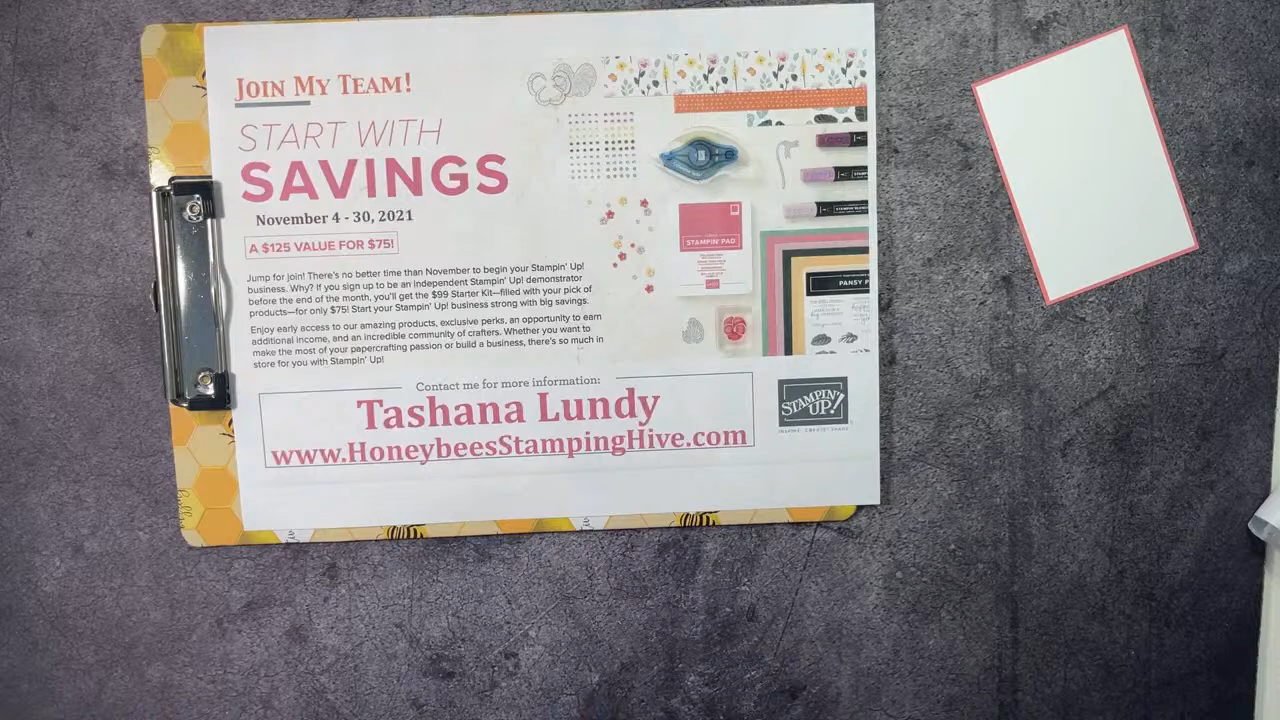 JOIN MY TEAM!
START WITH
SAVINGS
November 4 - 30, 2021
A $125 VALUE FOR $75!
Jump for join! There's no better time than November to begin your Stampin' Up!
business. Why? If you sign up to be an independent Stampin' Up! demonstrator
before the end of the month, you'll get the $99 Starter Kit—filled with your pick of
products—for only $75! Start your Stampin' Up! business strong with big savings.
Enjoy early access to our amazing products, exclusive perks, an opportunity to earn
additional income, and an incredible community of crafters. Whether you want to
make the most of your papercrafting passion or build a business, there's so much in
store for you with Stampin' Up!
STAMPIN' PAD
PANSY P
Contact me for more information:
Tashana Lundy
www.HoneybeesStampingHive.com
STAMPIN' UP!
INSPIRE. CREATE. SHARE.